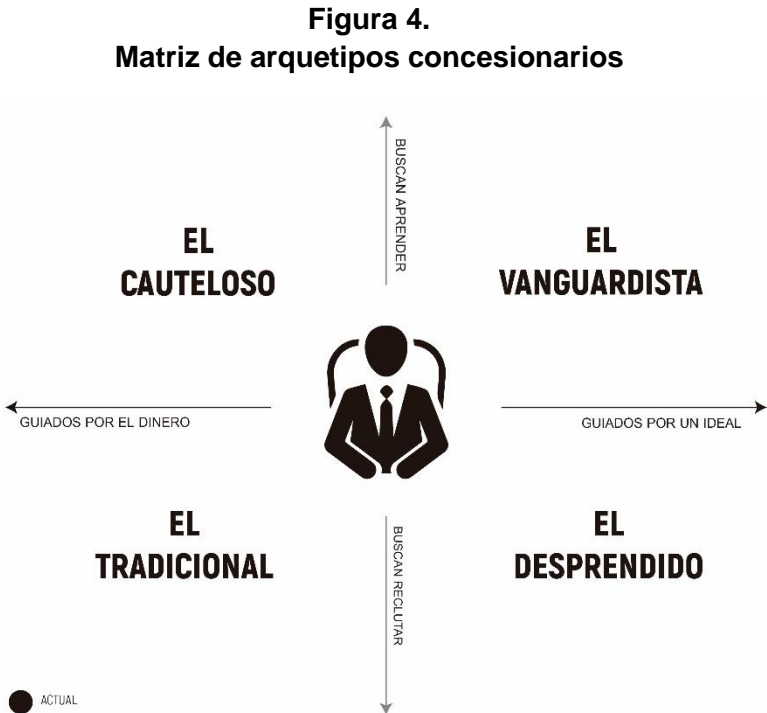 Figura 4.
Matriz de arquetipos concesionarios
BUSCAN APRENDER
EL
CAUTELOSO
EL
VANGUARDISTA
GUIADOS POR EL DINERO
GUIADOS POR UN IDEAL
EL
TRADICIONAL
BUSCAN RECLUTAR
EL
DESPRENDIDO
ACTUAL